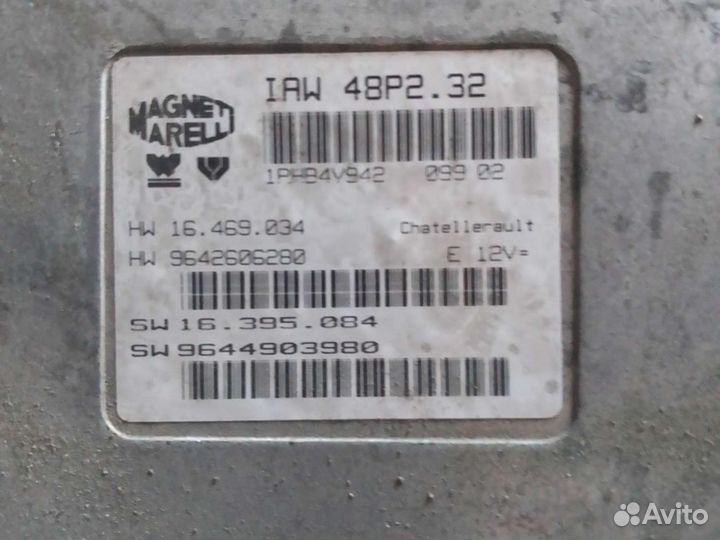 IAW 48P2.32
MAGNETI
MARELLI
1PHB4V942 099 02
HW 16.469.034 Chatellerault
HW 9642606280 E 12V=
SW 16.395.084
SW 9644903980
Avito